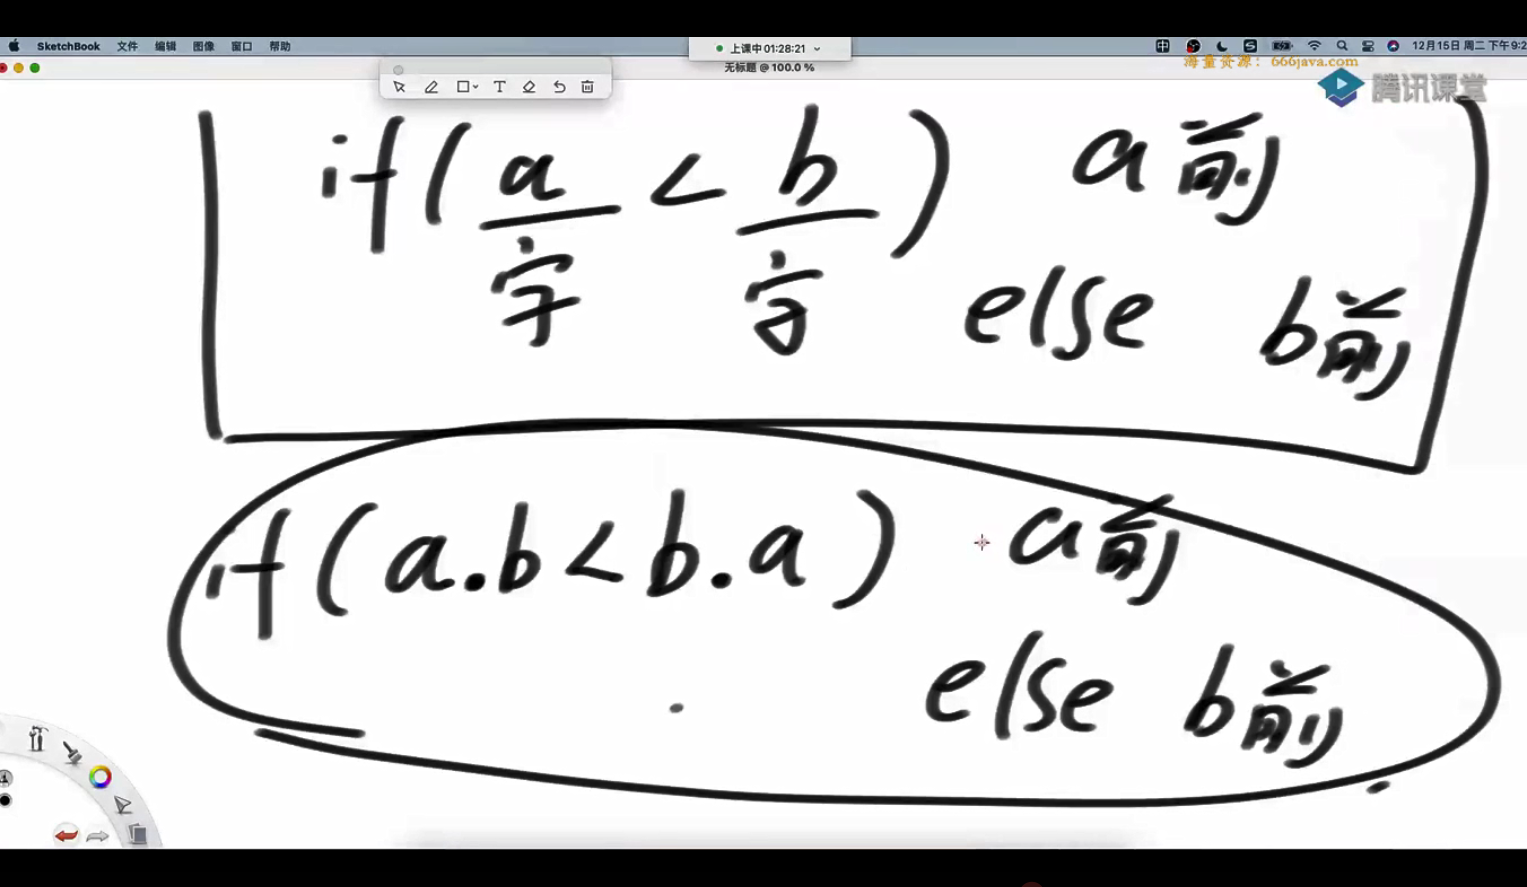 SketchBook 文件 编辑 图像 窗口 帮助
上课中 01:28:21
12月15日 周二 下午9:2
无标题 @ 100.0 %
海量资源：666java.com
腾讯课堂
T
if(a < b) a前
字 字
else b前
if(a.b<b.a) a前
else b前